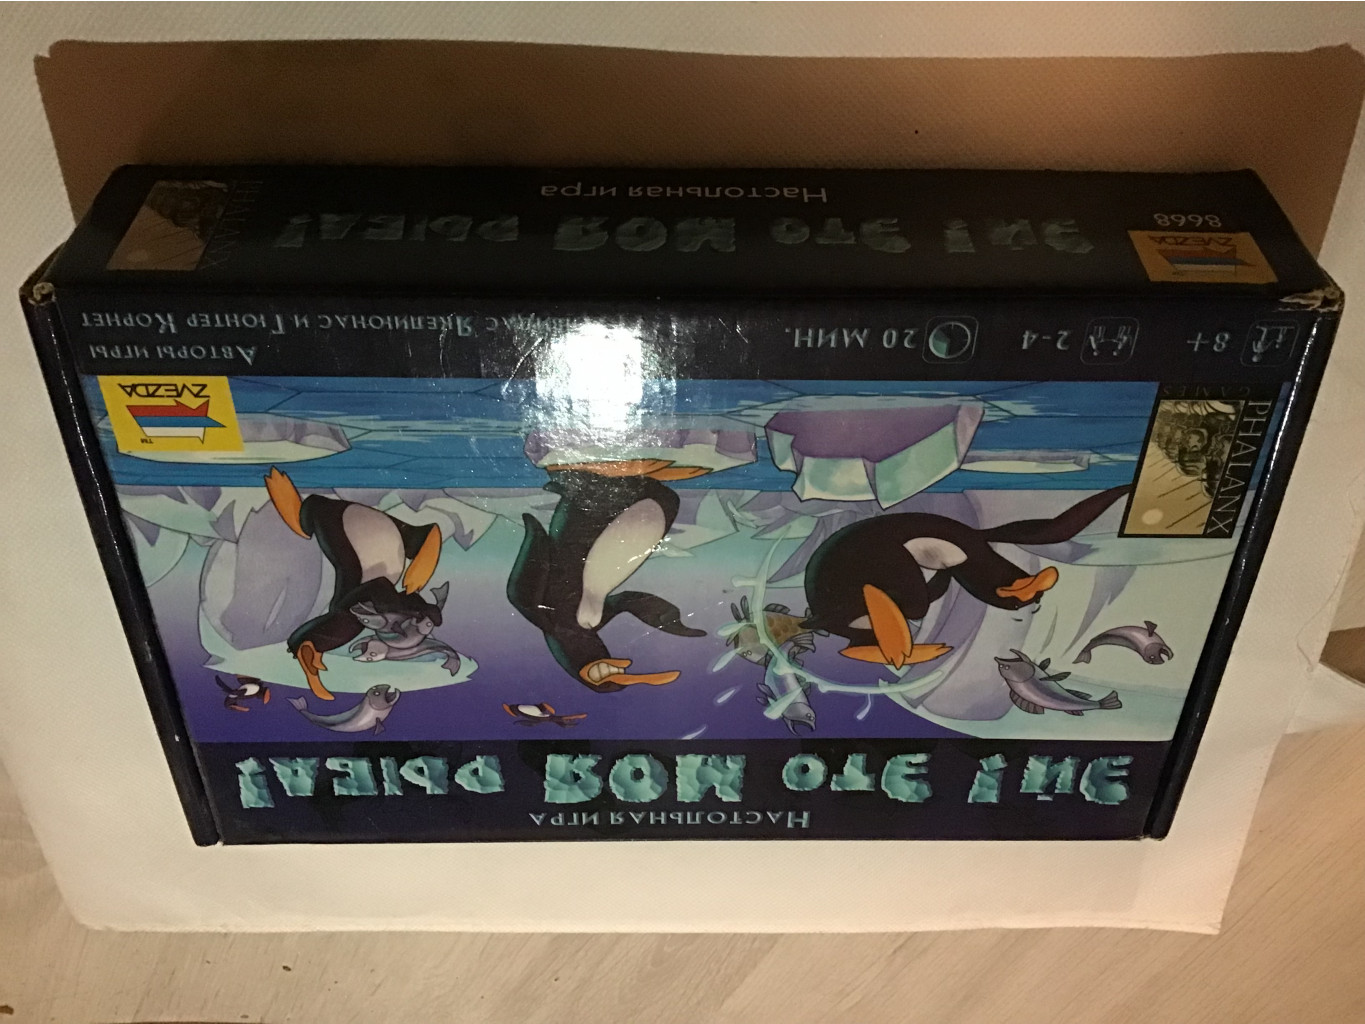 Настольная игра
Эй! Это моя рыба!
PHALANX
GAMES
ZVEZDA
TM
8+
2-4
20 мин.
Авторы игры
Якелионас и Гюнтер Корнет
Эй! Это моя рыба!
Настольная игра
8668
ZVEZDA
PHALANX